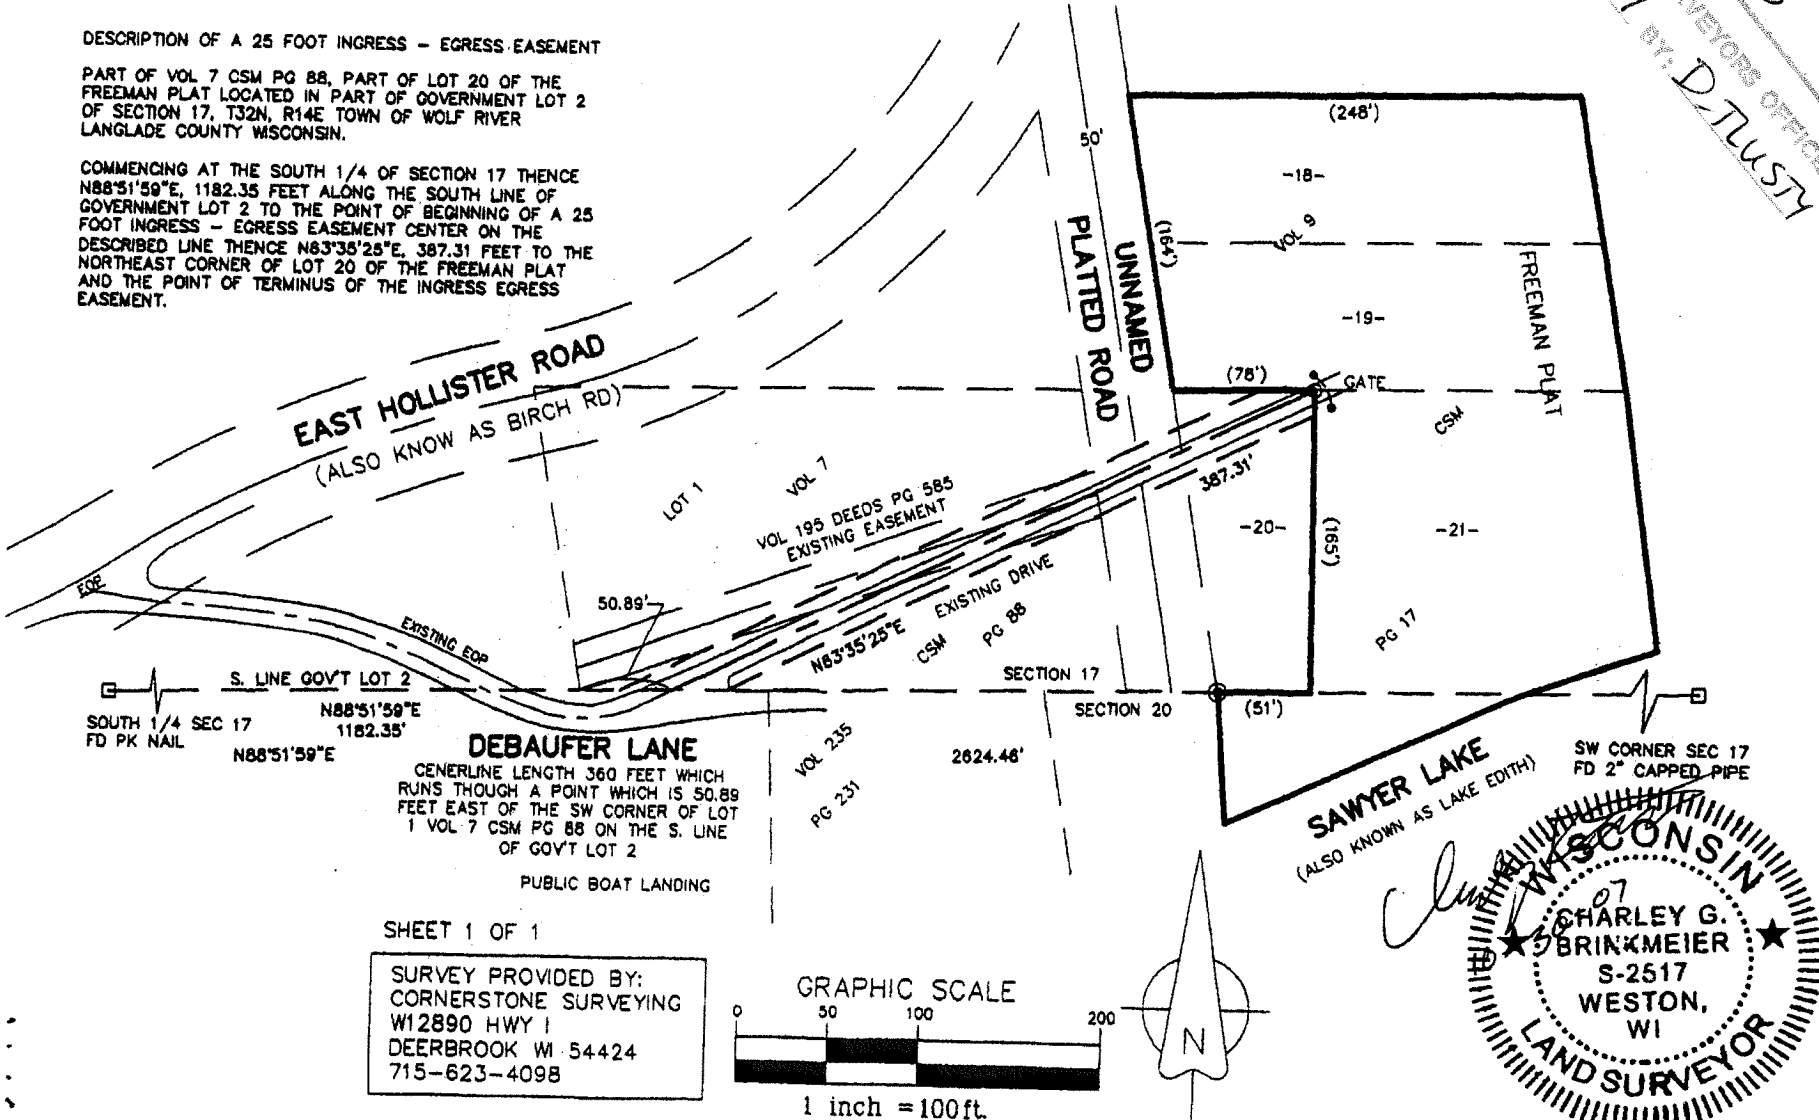 DESCRIPTION OF A 25 FOOT INGRESS - EGRESS EASEMENT
PART OF VOL 7 CSM PG 88, PART OF LOT 20 OF THE
FREEMAN PLAT LOCATED IN PART OF GOVERNMENT LOT 2
OF SECTION 17, T32N, R14E TOWN OF WOLF RIVER
LANGLADE COUNTY WISCONSIN.
COMMENCING AT THE SOUTH 1/4 OF SECTION 17 THENCE
N88°51'59"E, 1182.35 FEET ALONG THE SOUTH LINE OF
GOVERNMENT LOT 2 TO THE POINT OF BEGINNING OF A 25
FOOT INGRESS - EGRESS EASEMENT CENTER ON THE
DESCRIBED LINE THENCE N63°35'25"E, 387.31 FEET TO THE
NORTHEAST CORNER OF LOT 20 OF THE FREEMAN PLAT
AND THE POINT OF TERMINUS OF THE INGRESS EGRESS
EASEMENT.
VEYORS OFFICE
BY: D. TLUSTY
50'
(248')
-18-
VOL 9
(164')
UNNAMED
PLATTED ROAD
FREEMAN PLAT
-19-
EAST HOLLISTER ROAD
(ALSO KNOW AS BIRCH RD)
(78')
GATE
CSM
LOT 1
VOL 7
VOL 195 DEEDS PG 585
EXISTING EASEMENT
387.31'
-20-
(165')
-21-
EOP
50.89'
EXISTING EOP
EXISTING DRIVE
N63°35'25"E
CSM
PG 88
PG 17
S. LINE GOV'T LOT 2
SECTION 17
SOUTH 1/4 SEC 17
FD PK NAIL
N88°51'59"E
1182.35'
N88°51'59"E
SECTION 20
(51')
DEBAUFER LANE
CENERLINE LENGTH 360 FEET WHICH
RUNS THOUGH A POINT WHICH IS 50.89
FEET EAST OF THE SW CORNER OF LOT
1 VOL 7 CSM PG 88 ON THE S. LINE
OF GOV'T LOT 2
PUBLIC BOAT LANDING
VOL 235
PG 231
2624.46'
SAWYER LAKE
(ALSO KNOWN AS LAKE EDITH)
SW CORNER SEC 17
FD 2" CAPPED PIPE
SHEET 1 OF 1
SURVEY PROVIDED BY:
CORNERSTONE SURVEYING
W12890 HWY I
DEERBROOK WI 54424
715-623-4098
GRAPHIC SCALE
0 50 100 200
1 inch =100ft.
N
WISCONSIN
CHARLEY G.
BRINKMEIER
S-2517
WESTON,
WI
LAND SURVEYOR